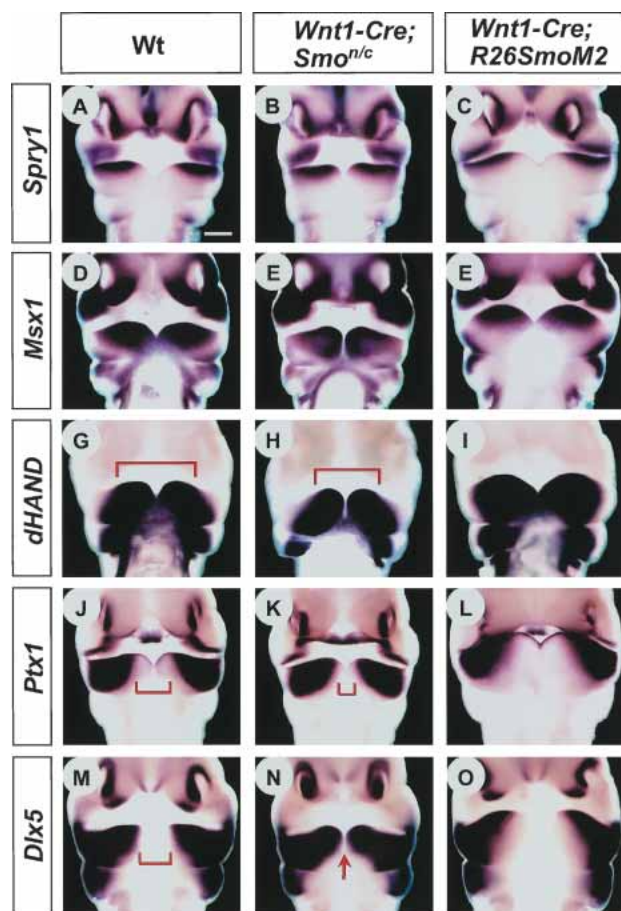 Wt
Wnt1-Cre;
Smo^n/c
Wnt1-Cre;
R26SmoM2
Spry1
A
B
C
Msx1
D
E
E
dHAND
G
H
I
Ptx1
J
K
L
Dlx5
M
N
O